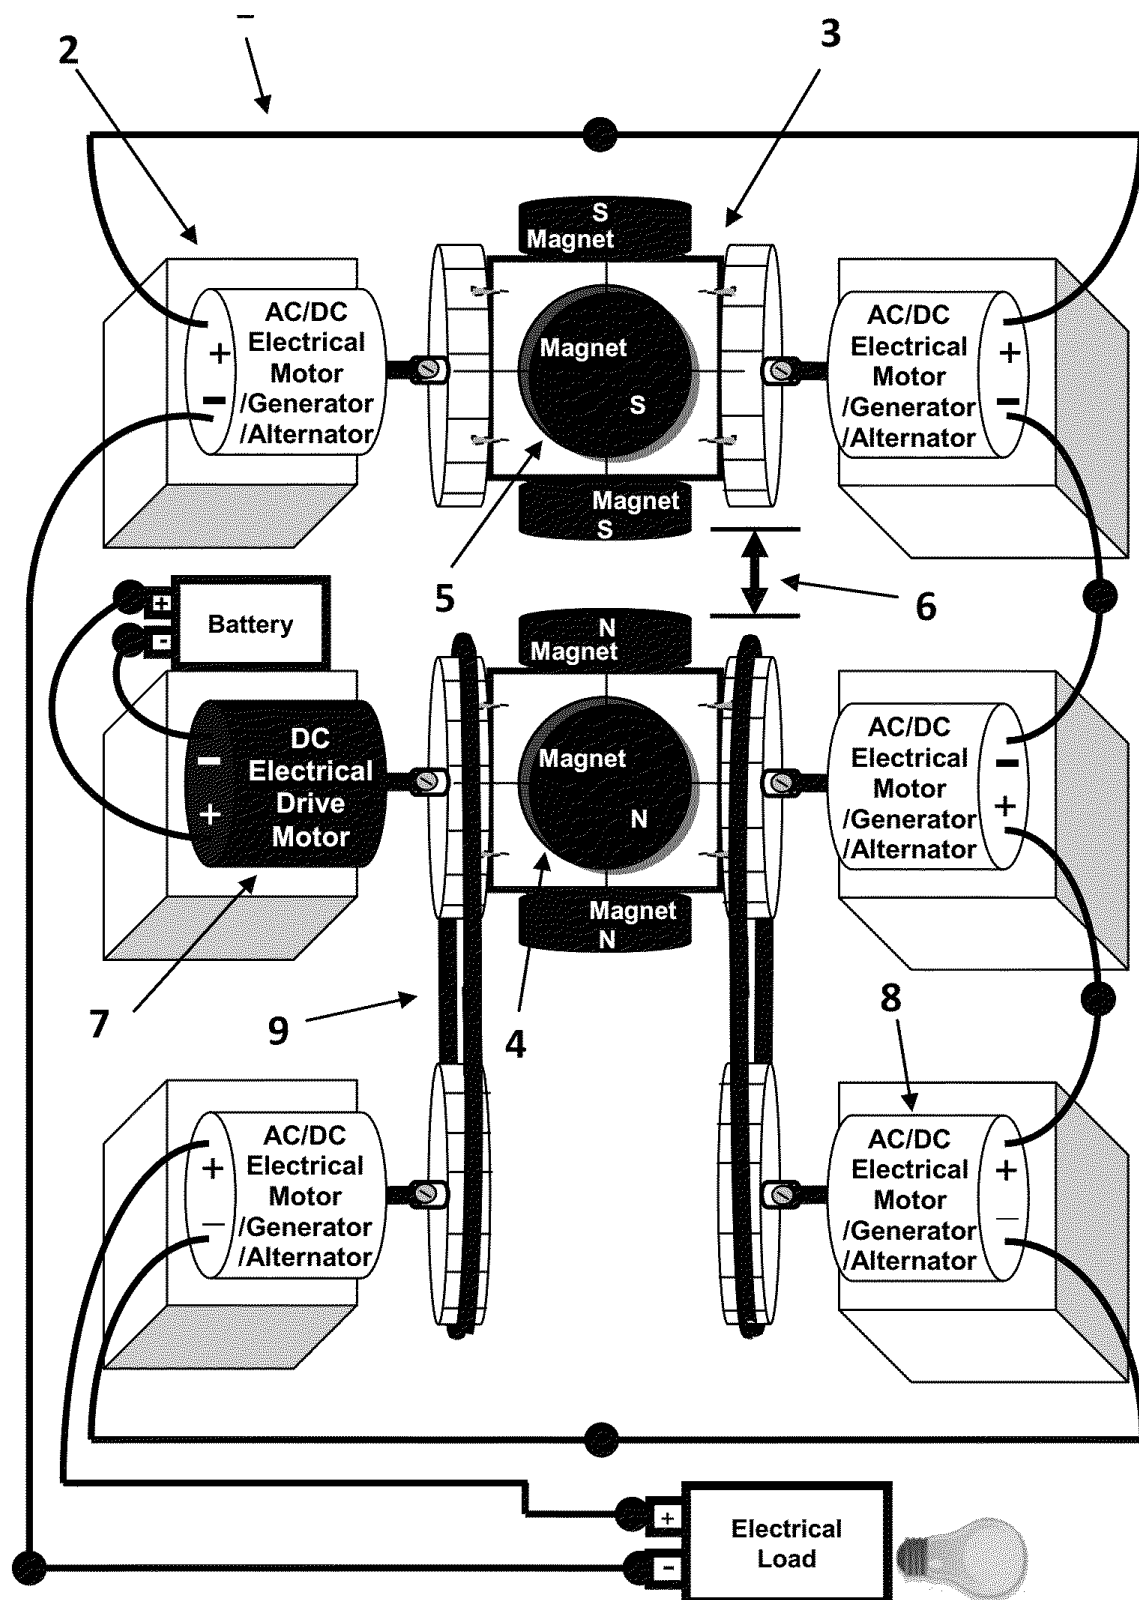 2
3
S
Magnet
AC/DC
Electrical
Motor
/Generator
/Alternator
+
−
Magnet
S
AC/DC
Electrical
Motor
/Generator
/Alternator
+
−
Magnet
S
5
6
+
-
Battery
N
Magnet
DC
Electrical
Drive
Motor
−
+
Magnet
N
AC/DC
Electrical
Motor
/Generator
/Alternator
−
+
Magnet
N
7
9
4
8
AC/DC
Electrical
Motor
/Generator
/Alternator
+
−
AC/DC
Electrical
Motor
/Generator
/Alternator
+
−
+
-
Electrical
Load